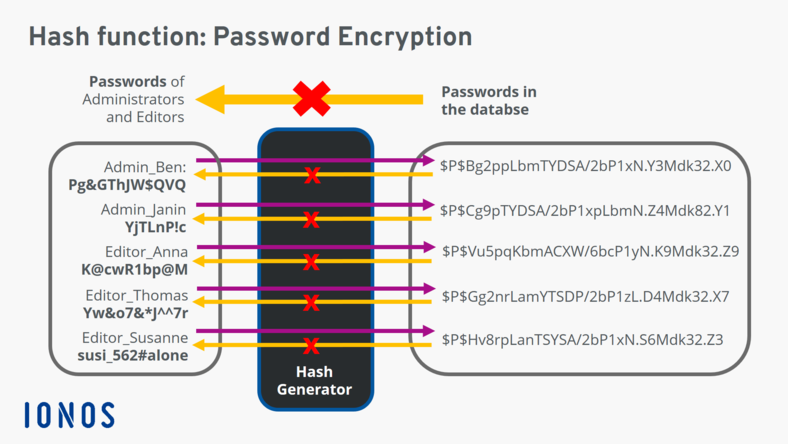 Hash function: Password Encryption
Passwords of
Administrators
and Editors
Passwords in
the databse
Admin_Ben:
Pg&GThJW$QVQ
$P$Bg2ppLbmTYDSA/2bP1xN.Y3Mdk32.X0
Admin_Janin
YjTLnP!c
$P$Cg9pTYDSA/2bP1xpLbmN.Z4Mdk82.Y1
Editor_Anna
K@cwR1bp@M
$P$Vu5pqKbmACXW/6bcP1yN.K9Mdk32.Z9
Editor_Thomas
Yw&o7&*J^^7r
$P$Gg2nrLamYTSDP/2bP1zL.D4Mdk32.X7
Editor_Susanne
susi_562#alone
$P$Hv8rpLanTSYSA/2bP1xN.S6Mdk32.Z3
Hash
Generator
IONOS